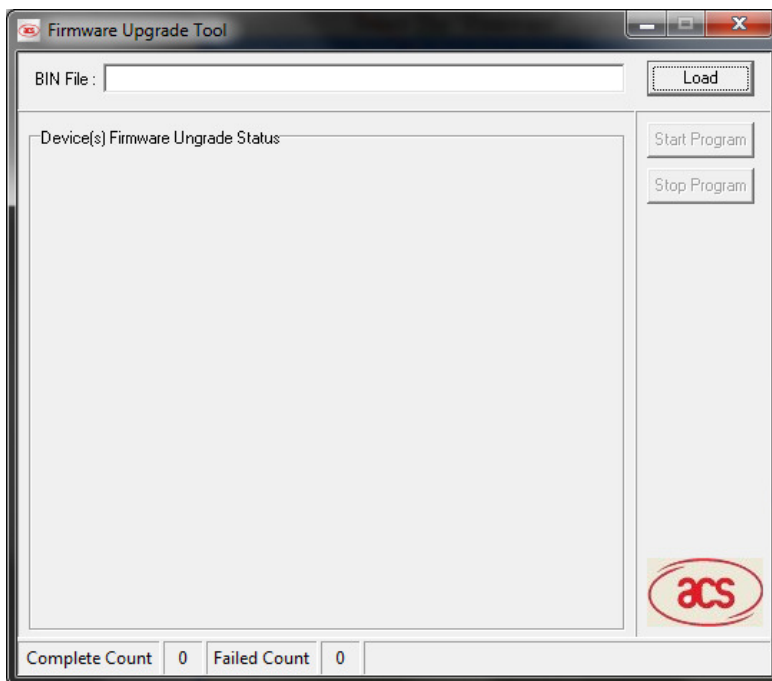 Firmware Upgrade Tool
BIN File :
Load
Device(s) Firmware Ungrade Status
Start Program
Stop Program
acs
Complete Count 0 Failed Count 0